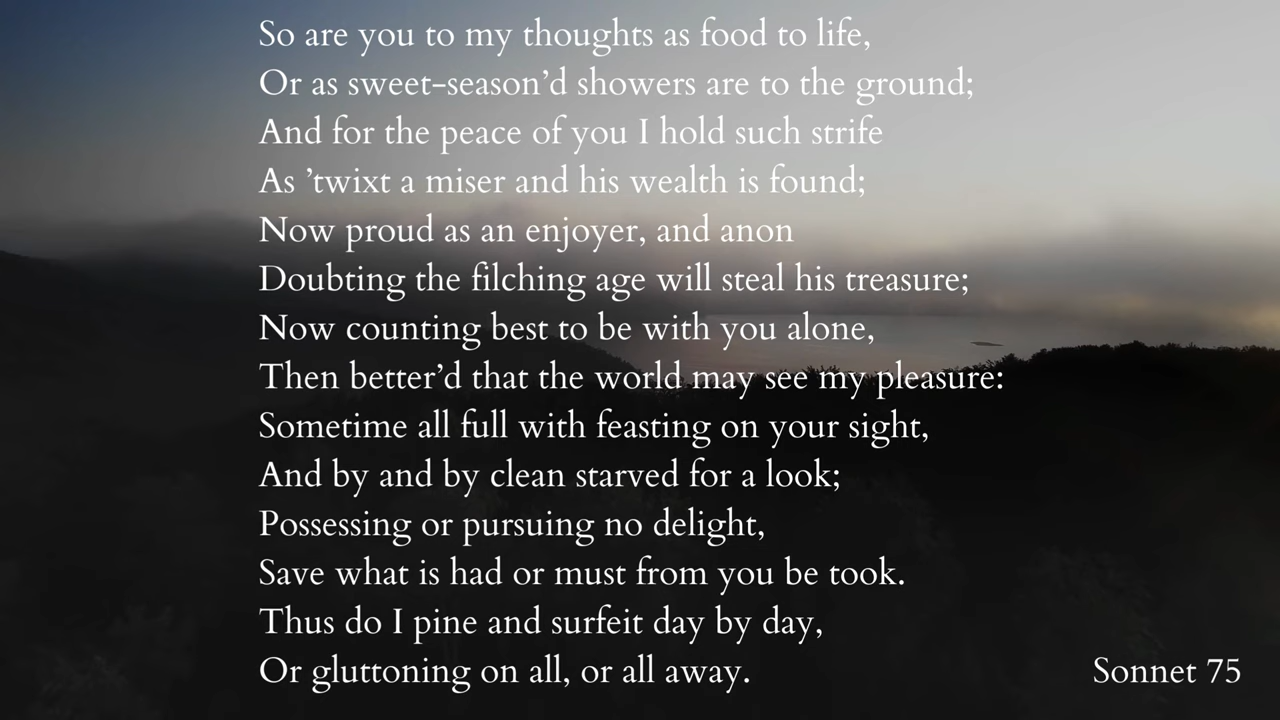 So are you to my thoughts as food to life,
Or as sweet-season’d showers are to the ground;
And for the peace of you I hold such strife
As ’twixt a miser and his wealth is found;
Now proud as an enjoyer, and anon
Doubting the filching age will steal his treasure;
Now counting best to be with you alone,
Then better’d that the world may see my pleasure:
Sometime all full with feasting on your sight,
And by and by clean starved for a look;
Possessing or pursuing no delight,
Save what is had or must from you be took.
Thus do I pine and surfeit day by day,
Or gluttoning on all, or all away.
Sonnet 75